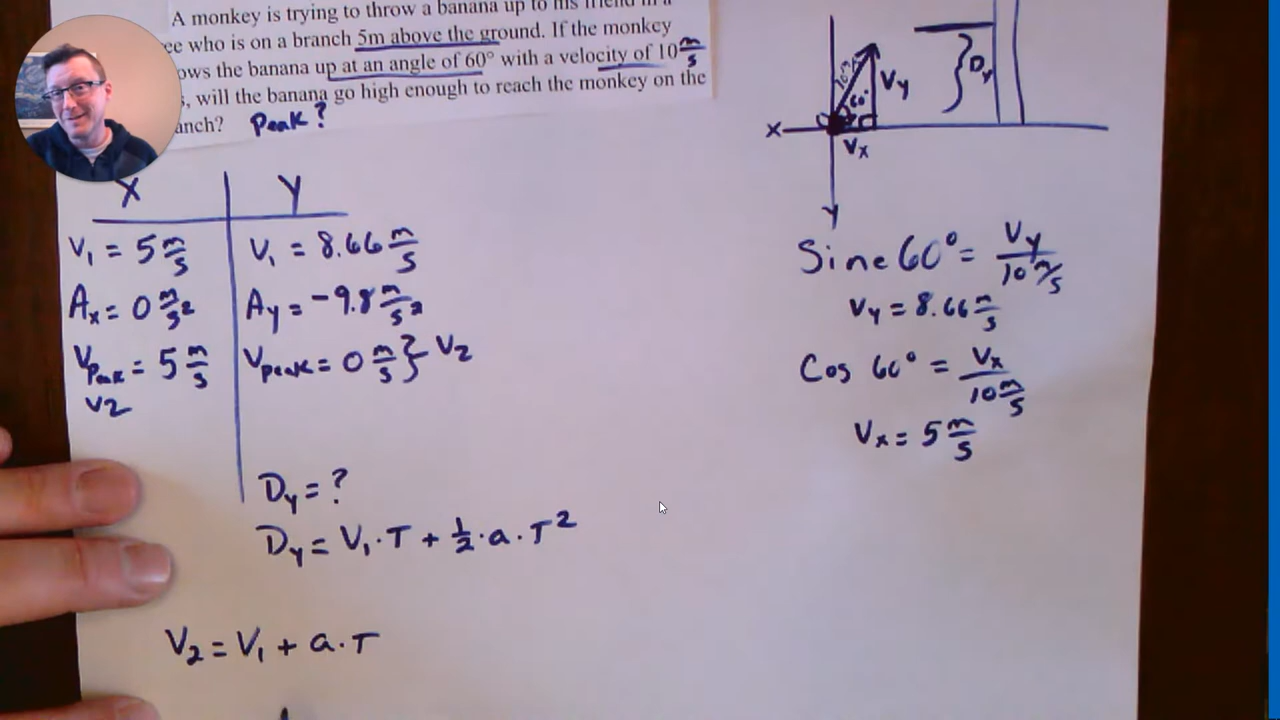 A monkey is trying to throw a banana up to his friend in a
who is on a branch 5m above the ground. If the monkey
ows the banana up at an angle of 60° with a velocity of 10 m/s
, will the banana go high enough to reach the monkey on the
anch? Peak?
10 m/s
60°
Vy
Dy
X
Vx
Y
X Y
V₁ = 5 m/s V₁ = 8.66 m/s
Ax = 0 m/s² Ay = -9.8 m/s²
Vpeak = 5 m/s Vpeak = 0 m/s } V₂
V2
Dy = ?
Dy = V₁·T + 1/2·a·T²
V₂ = V₁ + a·T
Sine 60° = Vy/10 m/s
Vy = 8.66 m/s
Cos 60° = Vx/10 m/s
Vx = 5 m/s